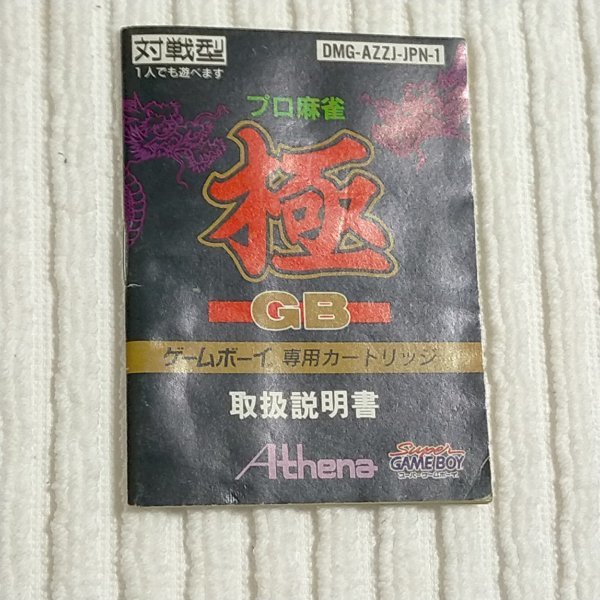 対戦型
1人でも遊べます
DMG-AZZJ-JPN-1
プロ麻雀
極
GB
ゲームボーイ 専用カートリッジ
取扱説明書
Athena
Super
GAME BOY
スーパーゲームボーイ